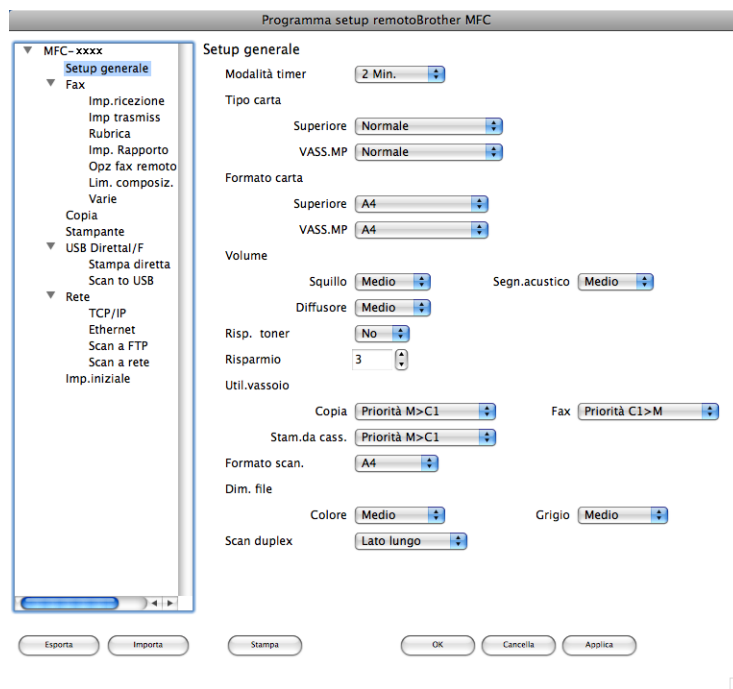 Programma setup remotoBrother MFC
MFC-xxxx
Setup generale
Fax
Imp.ricezione
Imp trasmiss
Rubrica
Imp. Rapporto
Opz fax remoto
Lim. composiz.
Varie
Copia
Stampante
USB Direttal/F
Stampa diretta
Scan to USB
Rete
TCP/IP
Ethernet
Scan a FTP
Scan a rete
Imp.iniziale
Setup generale
Modalità timer 2 Min.
Tipo carta
Superiore Normale
VASS.MP Normale
Formato carta
Superiore A4
VASS.MP A4
Volume
Squillo Medio Segn.acustico Medio
Diffusore Medio
Risp. toner No
Risparmio 3
Util.vassoio
Copia Priorità M>C1 Fax Priorità C1>M
Stam.da cass. Priorità M>C1
Formato scan. A4
Dim. file
Colore Medio Grigio Medio
Scan duplex Lato lungo
Esporta Importa Stampa OK Cancella Applica